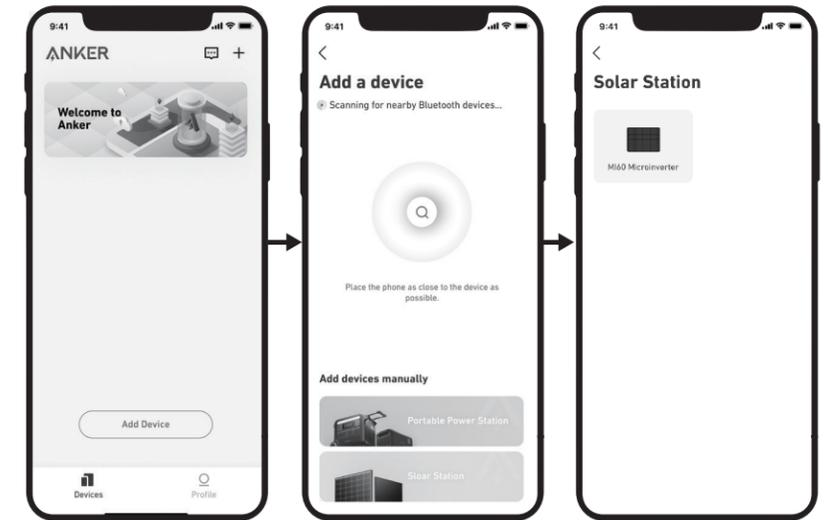 9:41
ANKER
Welcome to
Anker
Add Device
Devices
Profile
9:41
Add a device
Scanning for nearby Bluetooth devices...
Place the phone as close to the device as
possible.
Add devices manually
Portable Power Station
Sloar Station
9:41
Solar Station
MI60 Microinverter